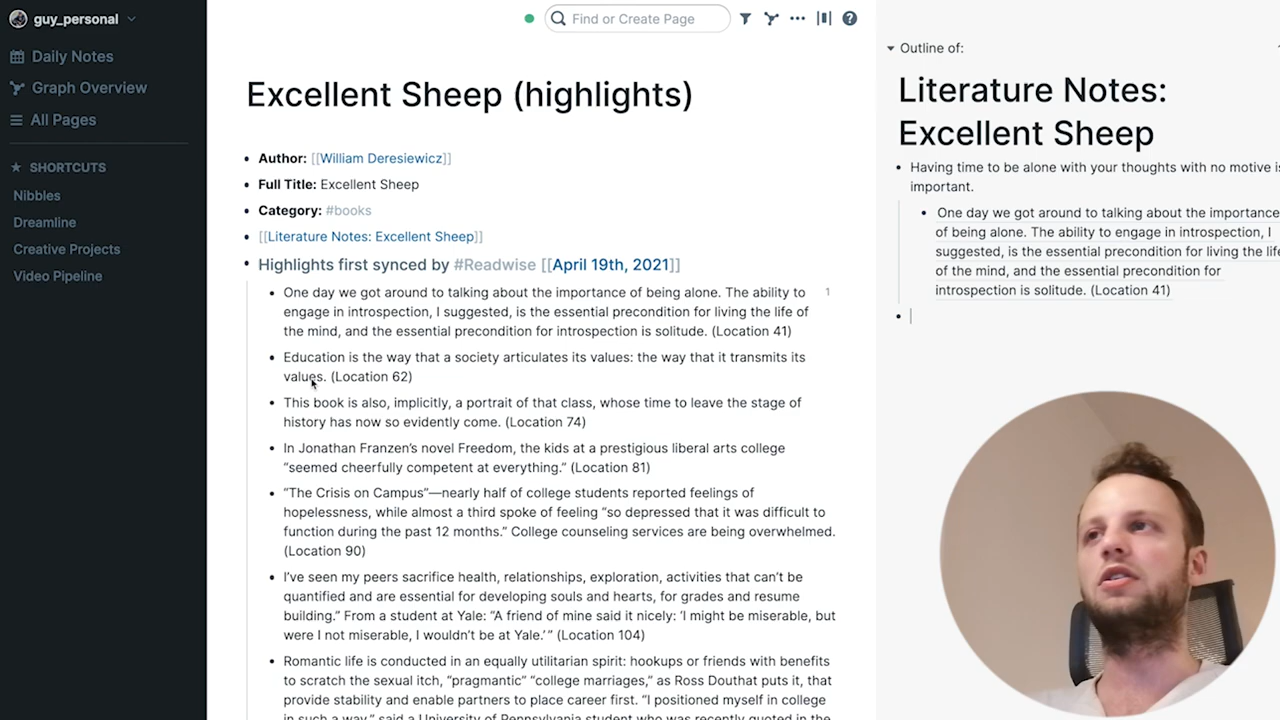 guy_personal
Daily Notes
Graph Overview
All Pages
SHORTCUTS
Nibbles
Dreamline
Creative Projects
Video Pipeline
Find or Create Page
Excellent Sheep (highlights)
Author: [[William Deresiewicz]]
Full Title: Excellent Sheep
Category: #books
[[Literature Notes: Excellent Sheep]]
Highlights first synced by #Readwise [[April 19th, 2021]]
One day we got around to talking about the importance of being alone. The ability to
1
engage in introspection, I suggested, is the essential precondition for living the life of
the mind, and the essential precondition for introspection is solitude. (Location 41)
Education is the way that a society articulates its values: the way that it transmits its
values. (Location 62)
This book is also, implicitly, a portrait of that class, whose time to leave the stage of
history has now so evidently come. (Location 74)
In Jonathan Franzen's novel Freedom, the kids at a prestigious liberal arts college
“seemed cheerfully competent at everything.” (Location 81)
“The Crisis on Campus”—nearly half of college students reported feelings of
hopelessness, while almost a third spoke of feeling “so depressed that it was difficult to
function during the past 12 months.” College counseling services are being overwhelmed.
(Location 90)
I’ve seen my peers sacrifice health, relationships, exploration, activities that can’t be
quantified and are essential for developing souls and hearts, for grades and resume
building.” From a student at Yale: “A friend of mine said it nicely: ‘I might be miserable, but
were I not miserable, I wouldn’t be at Yale.’ ” (Location 104)
Romantic life is conducted in an equally utilitarian spirit: hookups or friends with benefits
to scratch the sexual itch, “pragmatic” “college marriages,” as Ross Douthat puts it, that
provide stability and enable partners to place career first. “I positioned myself in college
in such a way,” said a University of Pennsylvania student who was recently quoted in the
Outline of:
Literature Notes:
Excellent Sheep
Having time to be alone with your thoughts with no motive is
important.
One day we got around to talking about the importance
of being alone. The ability to engage in introspection, I
suggested, is the essential precondition for living the life
of the mind, and the essential precondition for
introspection is solitude. (Location 41)